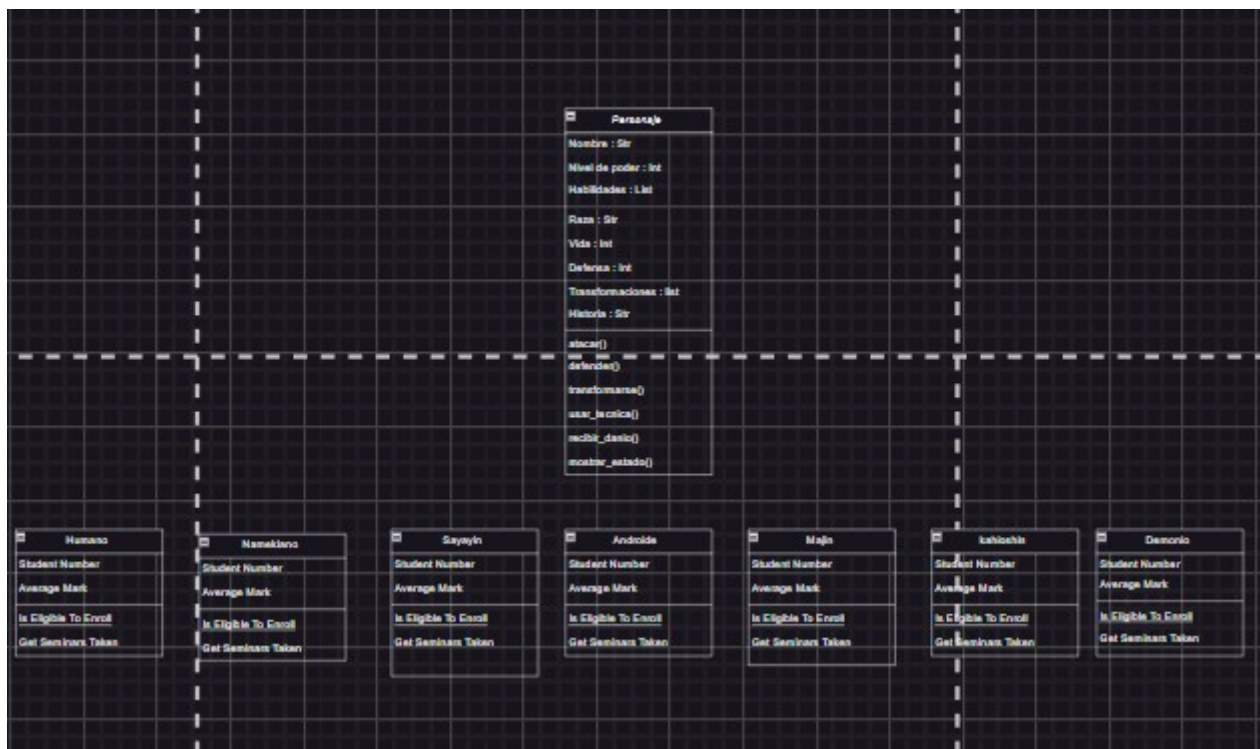 Personaje
Nombre : Str
Nivel de poder : Int
Habilidades : List
Raza : Str
Vida : Int
Defensa : Int
Transformaciones : list
Historia : Str
atacar()
defender()
transformarse()
usar_tecnica()
recibir_danio()
mostrar_estado()
Humano
Student Number
Average Mark
Is Eligible To Enroll
Get Seminars Taken
Namekiano
Student Number
Average Mark
Is Eligible To Enroll
Get Seminars Taken
Sayayin
Student Number
Average Mark
Is Eligible To Enroll
Get Seminars Taken
Androide
Student Number
Average Mark
Is Eligible To Enroll
Get Seminars Taken
Majin
Student Number
Average Mark
Is Eligible To Enroll
Get Seminars Taken
kahioshin
Student Number
Average Mark
Is Eligible To Enroll
Get Seminars Taken
Demonio
Student Number
Average Mark
Is Eligible To Enroll
Get Seminars Taken